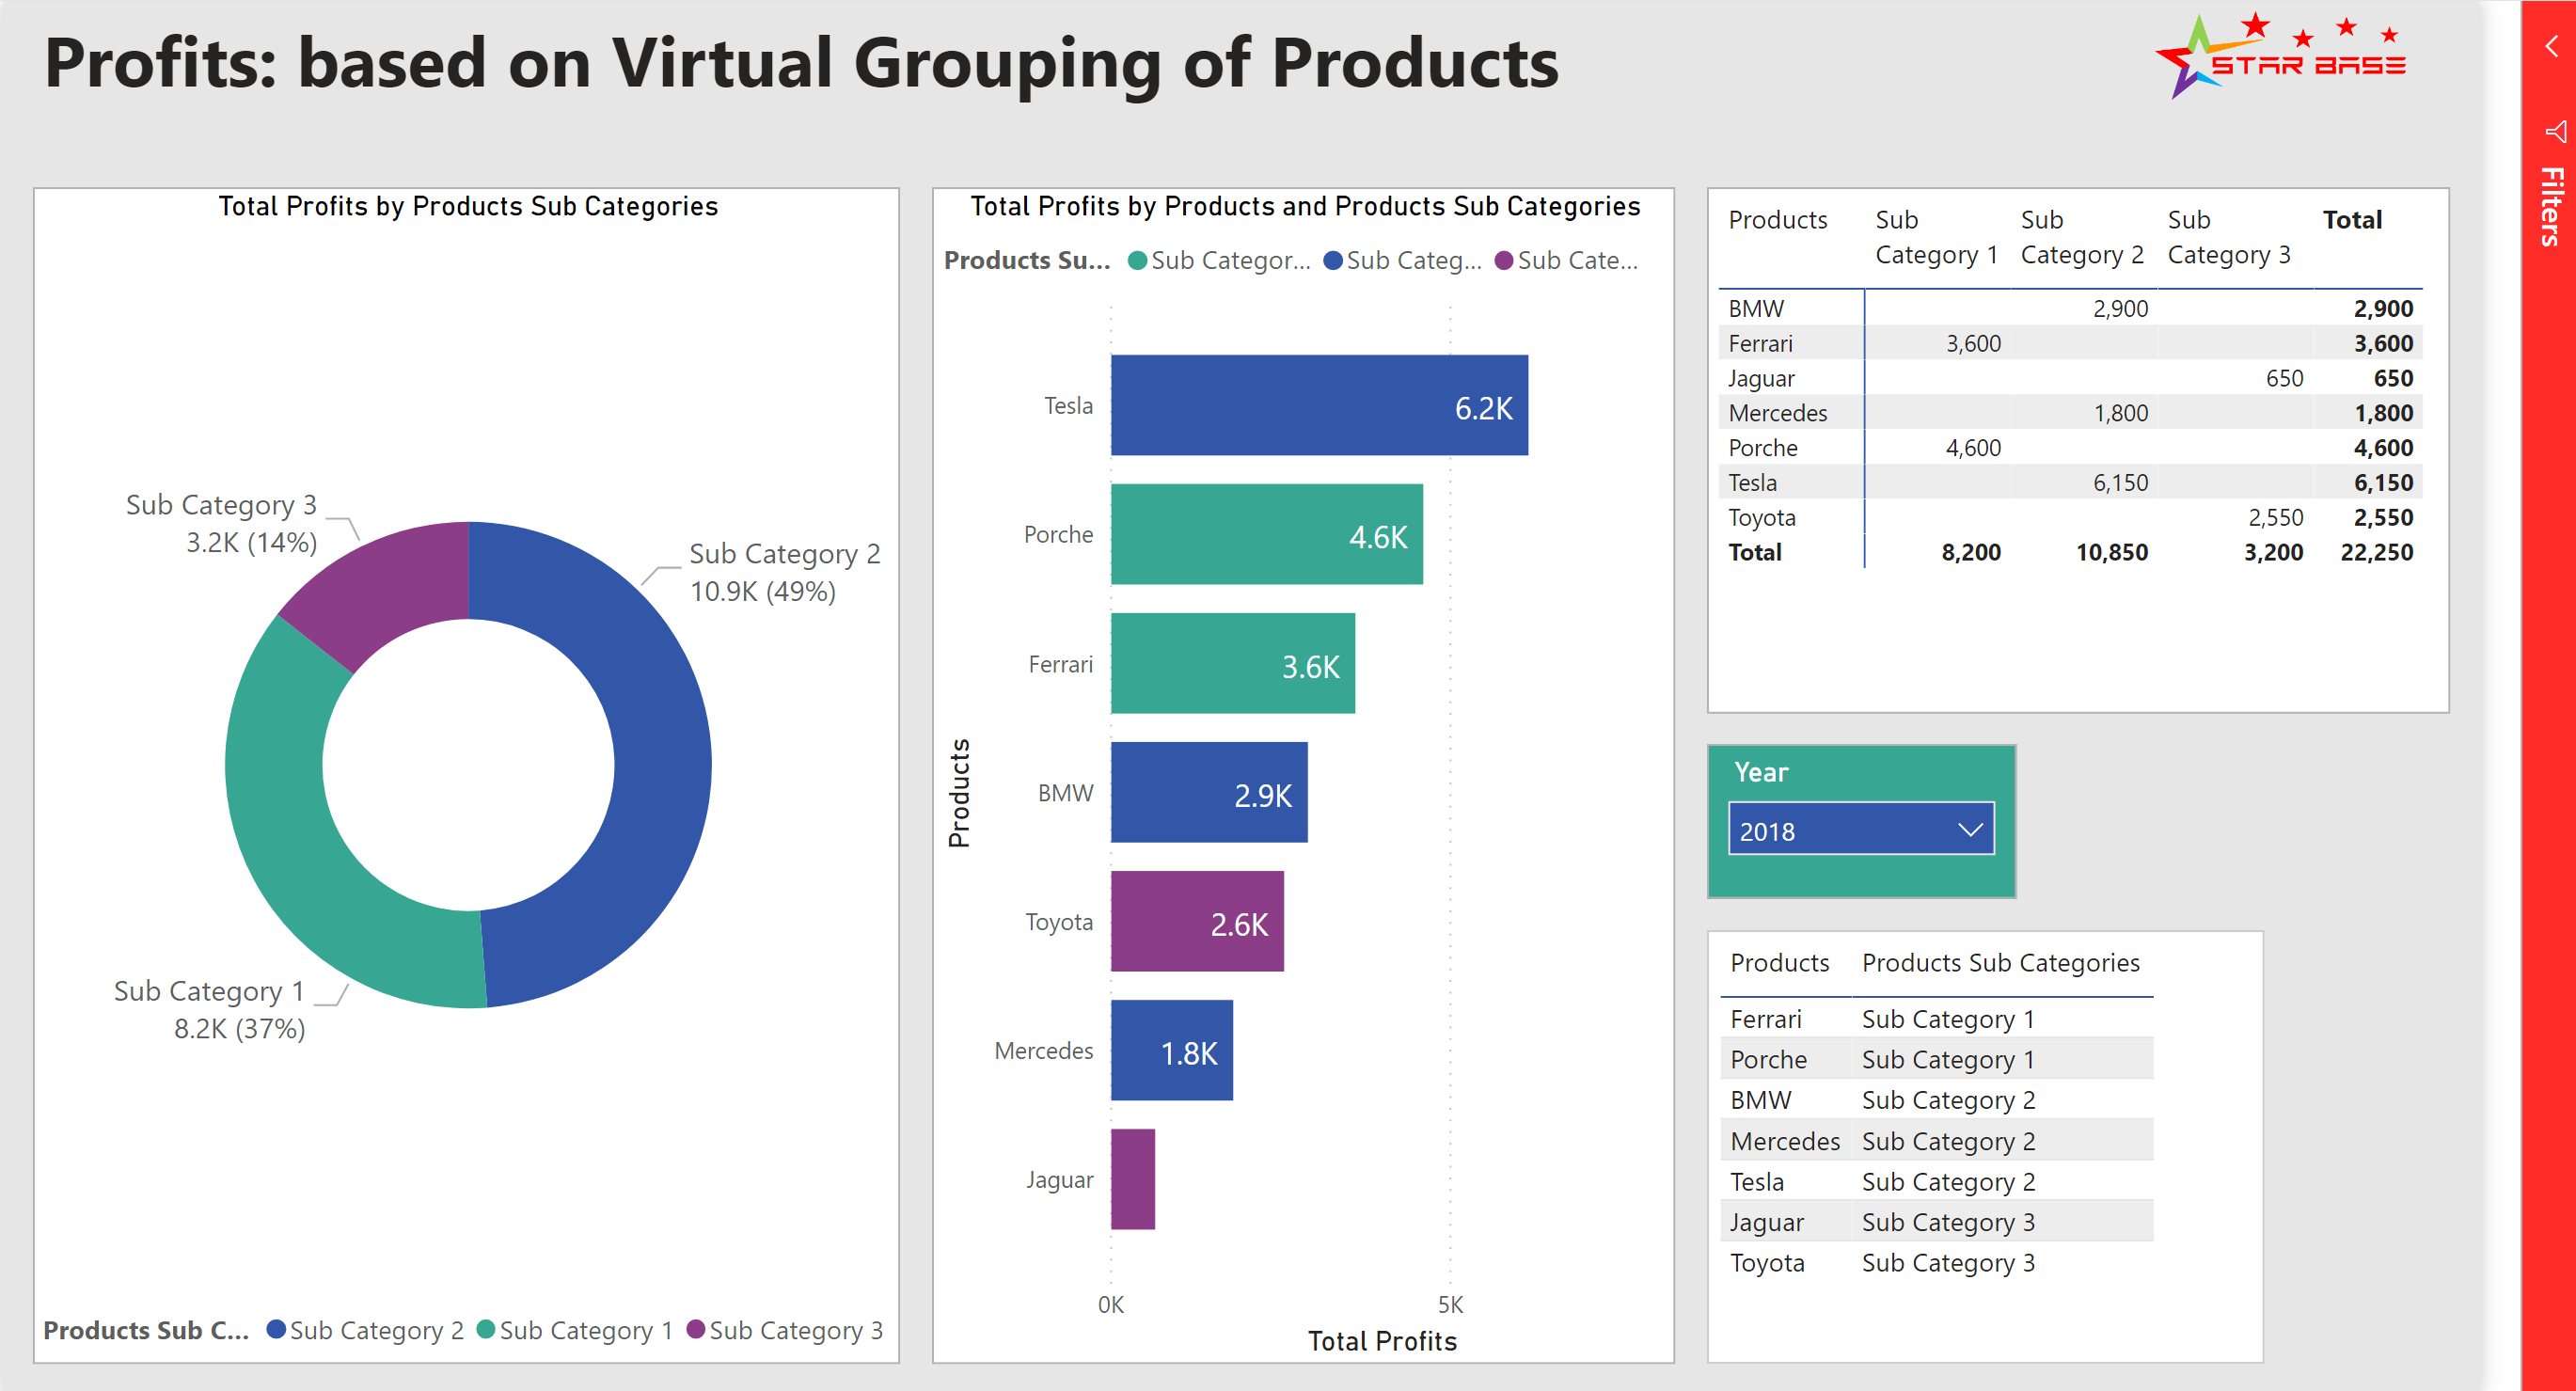 Profits: based on Virtual Grouping of Products
STAR BASE
Filters
Total Profits by Products Sub Categories
Sub Category 3
3.2K (14%)
Sub Category 2
10.9K (49%)
Sub Category 1
8.2K (37%)
Products Sub C... Sub Category 2 Sub Category 1 Sub Category 3
Total Profits by Products and Products Sub Categories
Products Su... Sub Categor... Sub Categ... Sub Cate...
Products
Tesla 6.2K
Porche 4.6K
Ferrari 3.6K
BMW 2.9K
Toyota 2.6K
Mercedes 1.8K
Jaguar
0K 5K
Total Profits
Products Sub Category 1 Sub Category 2 Sub Category 3 Total
BMW 2,900 2,900
Ferrari 3,600 3,600
Jaguar 650 650
Mercedes 1,800 1,800
Porche 4,600 4,600
Tesla 6,150 6,150
Toyota 2,550 2,550
Total 8,200 10,850 3,200 22,250
Year
2018
Products Products Sub Categories
Ferrari Sub Category 1
Porche Sub Category 1
BMW Sub Category 2
Mercedes Sub Category 2
Tesla Sub Category 2
Jaguar Sub Category 3
Toyota Sub Category 3